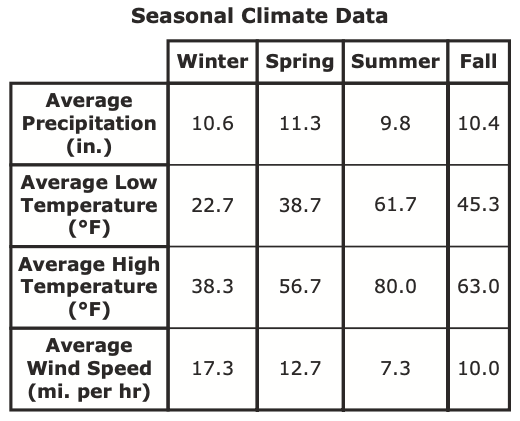 Seasonal Climate Data
Winter Spring Summer Fall
Average
Precipitation
(in.)
10.6 11.3 9.8 10.4
Average Low
Temperature
(°F)
22.7 38.7 61.7 45.3
Average High
Temperature
(°F)
38.3 56.7 80.0 63.0
Average
Wind Speed
(mi. per hr)
17.3 12.7 7.3 10.0